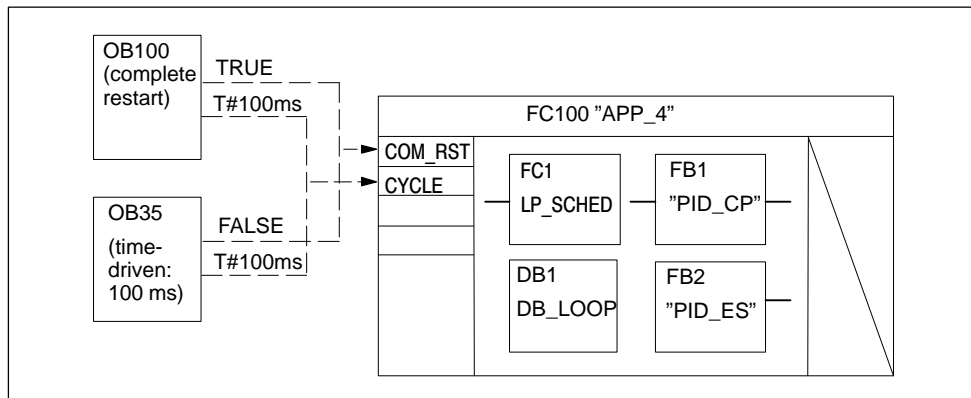 OB100
(complete
restart)
TRUE
T#100ms
OB35
(time-
driven:
100 ms)
FALSE
T#100ms
FC100 ”APP_4”
COM_RST
CYCLE
FC1
LP_SCHED
FB1
”PID_CP”
DB1
DB_LOOP
FB2
”PID_ES”